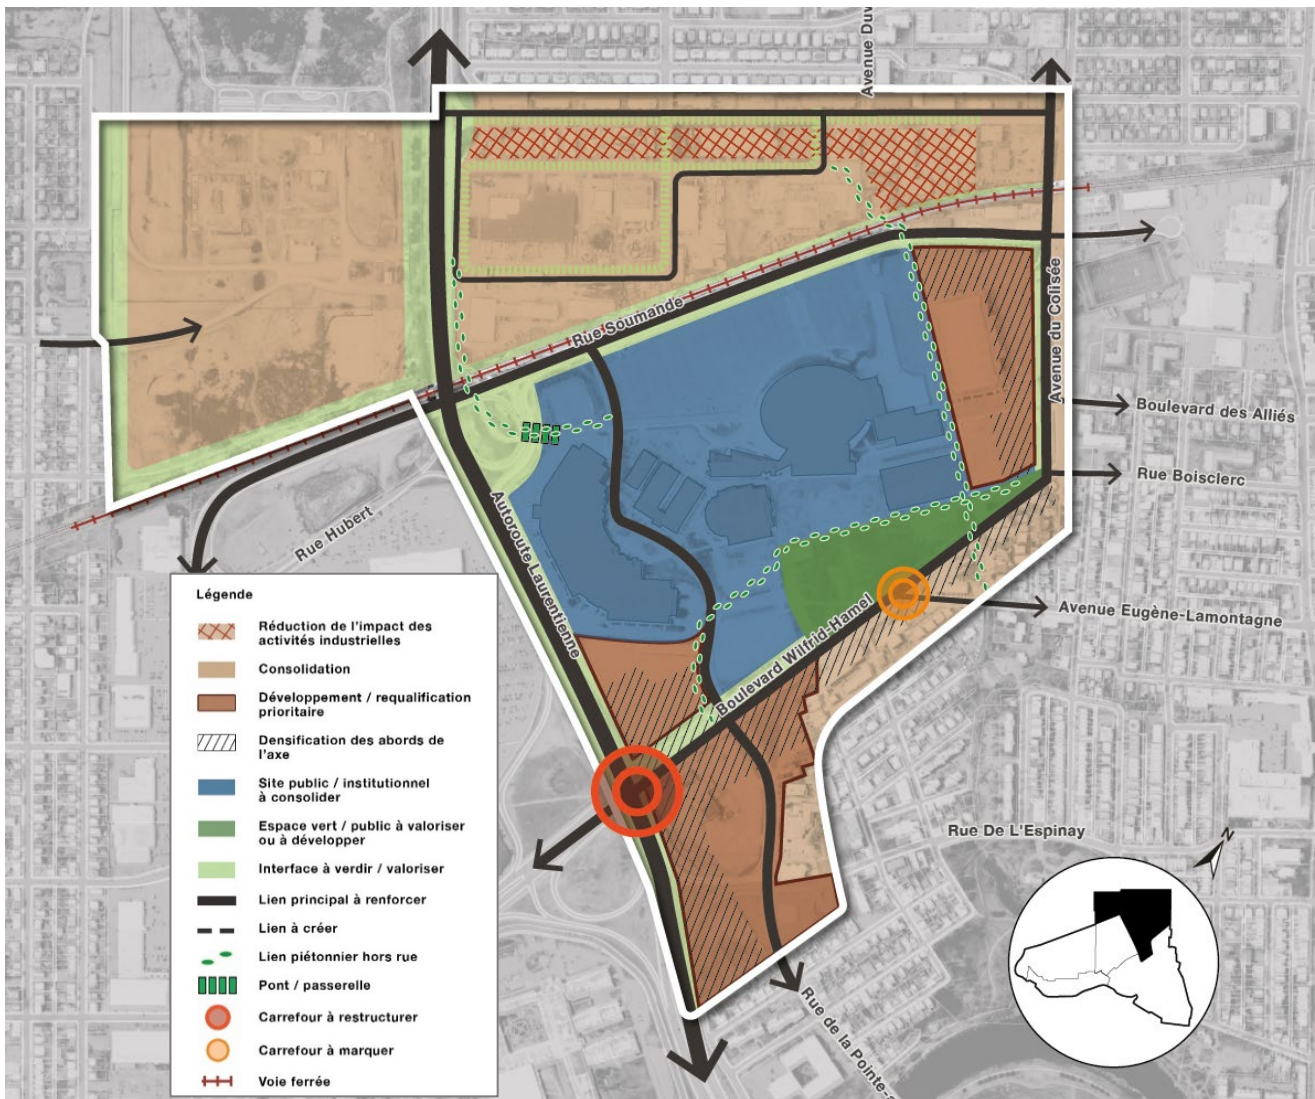 Avenue Duv
Avenue du Colisée
Rue Soumande
Boulevard des Alliés
Rue Boisclerc
Rue Hubert
Autoroute Laurentienne
Boulevard Wilfrid-Hamel
Avenue Eugène-Lamontagne
Rue De L'Espinay
Rue de la Pointe-a
N
Légende
Réduction de l'impact des
activités industrielles
Consolidation
Développement / requalification
prioritaire
Densification des abords de
l'axe
Site public / institutionnel
à consolider
Espace vert / public à valoriser
ou à développer
Interface à verdir / valoriser
Lien principal à renforcer
Lien à créer
Lien piétonnier hors rue
Pont / passerelle
Carrefour à restructurer
Carrefour à marquer
Voie ferrée